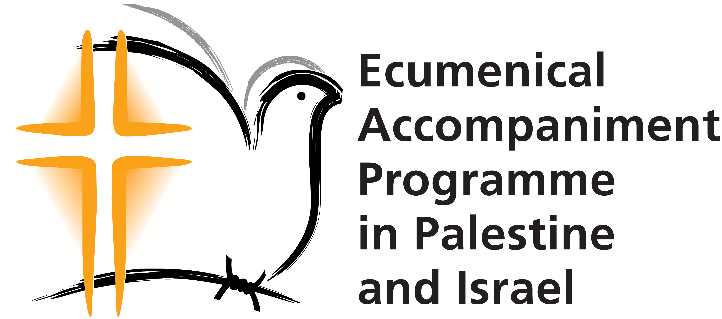 Ecumenical
Accompaniment
Programme
in Palestine
and Israel